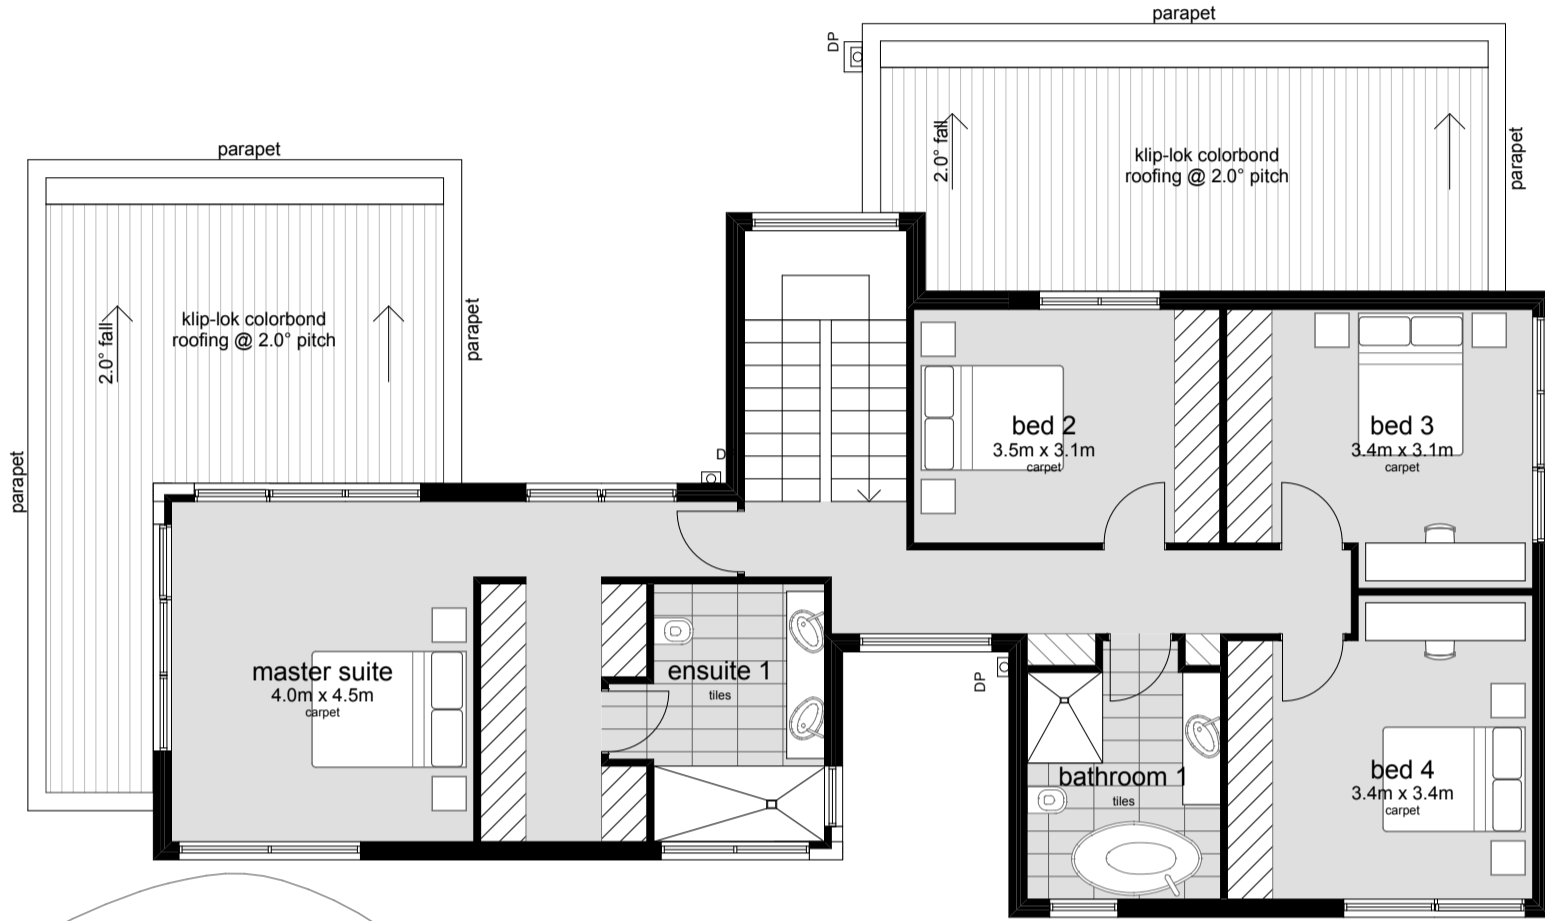 parapet
DP
2.0° fall
klip-lok colorbond
roofing @ 2.0° pitch
parapet
parapet
2.0° fall
klip-lok colorbond
roofing @ 2.0° pitch
parapet
parapet
D
bed 2
3.5m x 3.1m
carpet
bed 3
3.4m x 3.1m
carpet
master suite
4.0m x 4.5m
carpet
ensuite 1
tiles
DP
bathroom 1
tiles
bed 4
3.4m x 3.4m
carpet